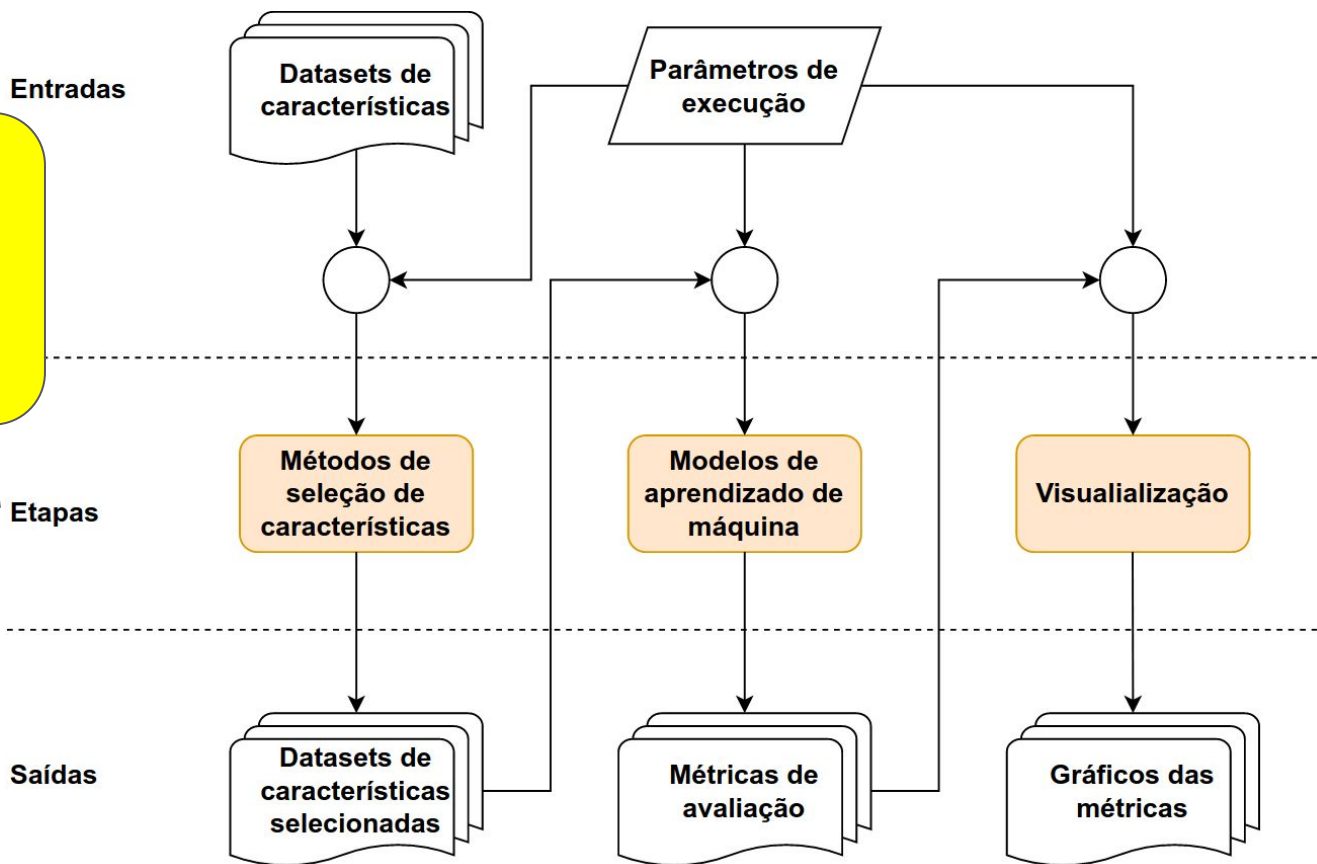 Entradas
Datasets de
características
Parâmetros de
execução
Etapas
Métodos de
seleção de
características
Modelos de
aprendizado de
máquina
Visualialização
Saídas
Datasets de
características
selecionadas
Métricas de
avaliação
Gráficos das
métricas